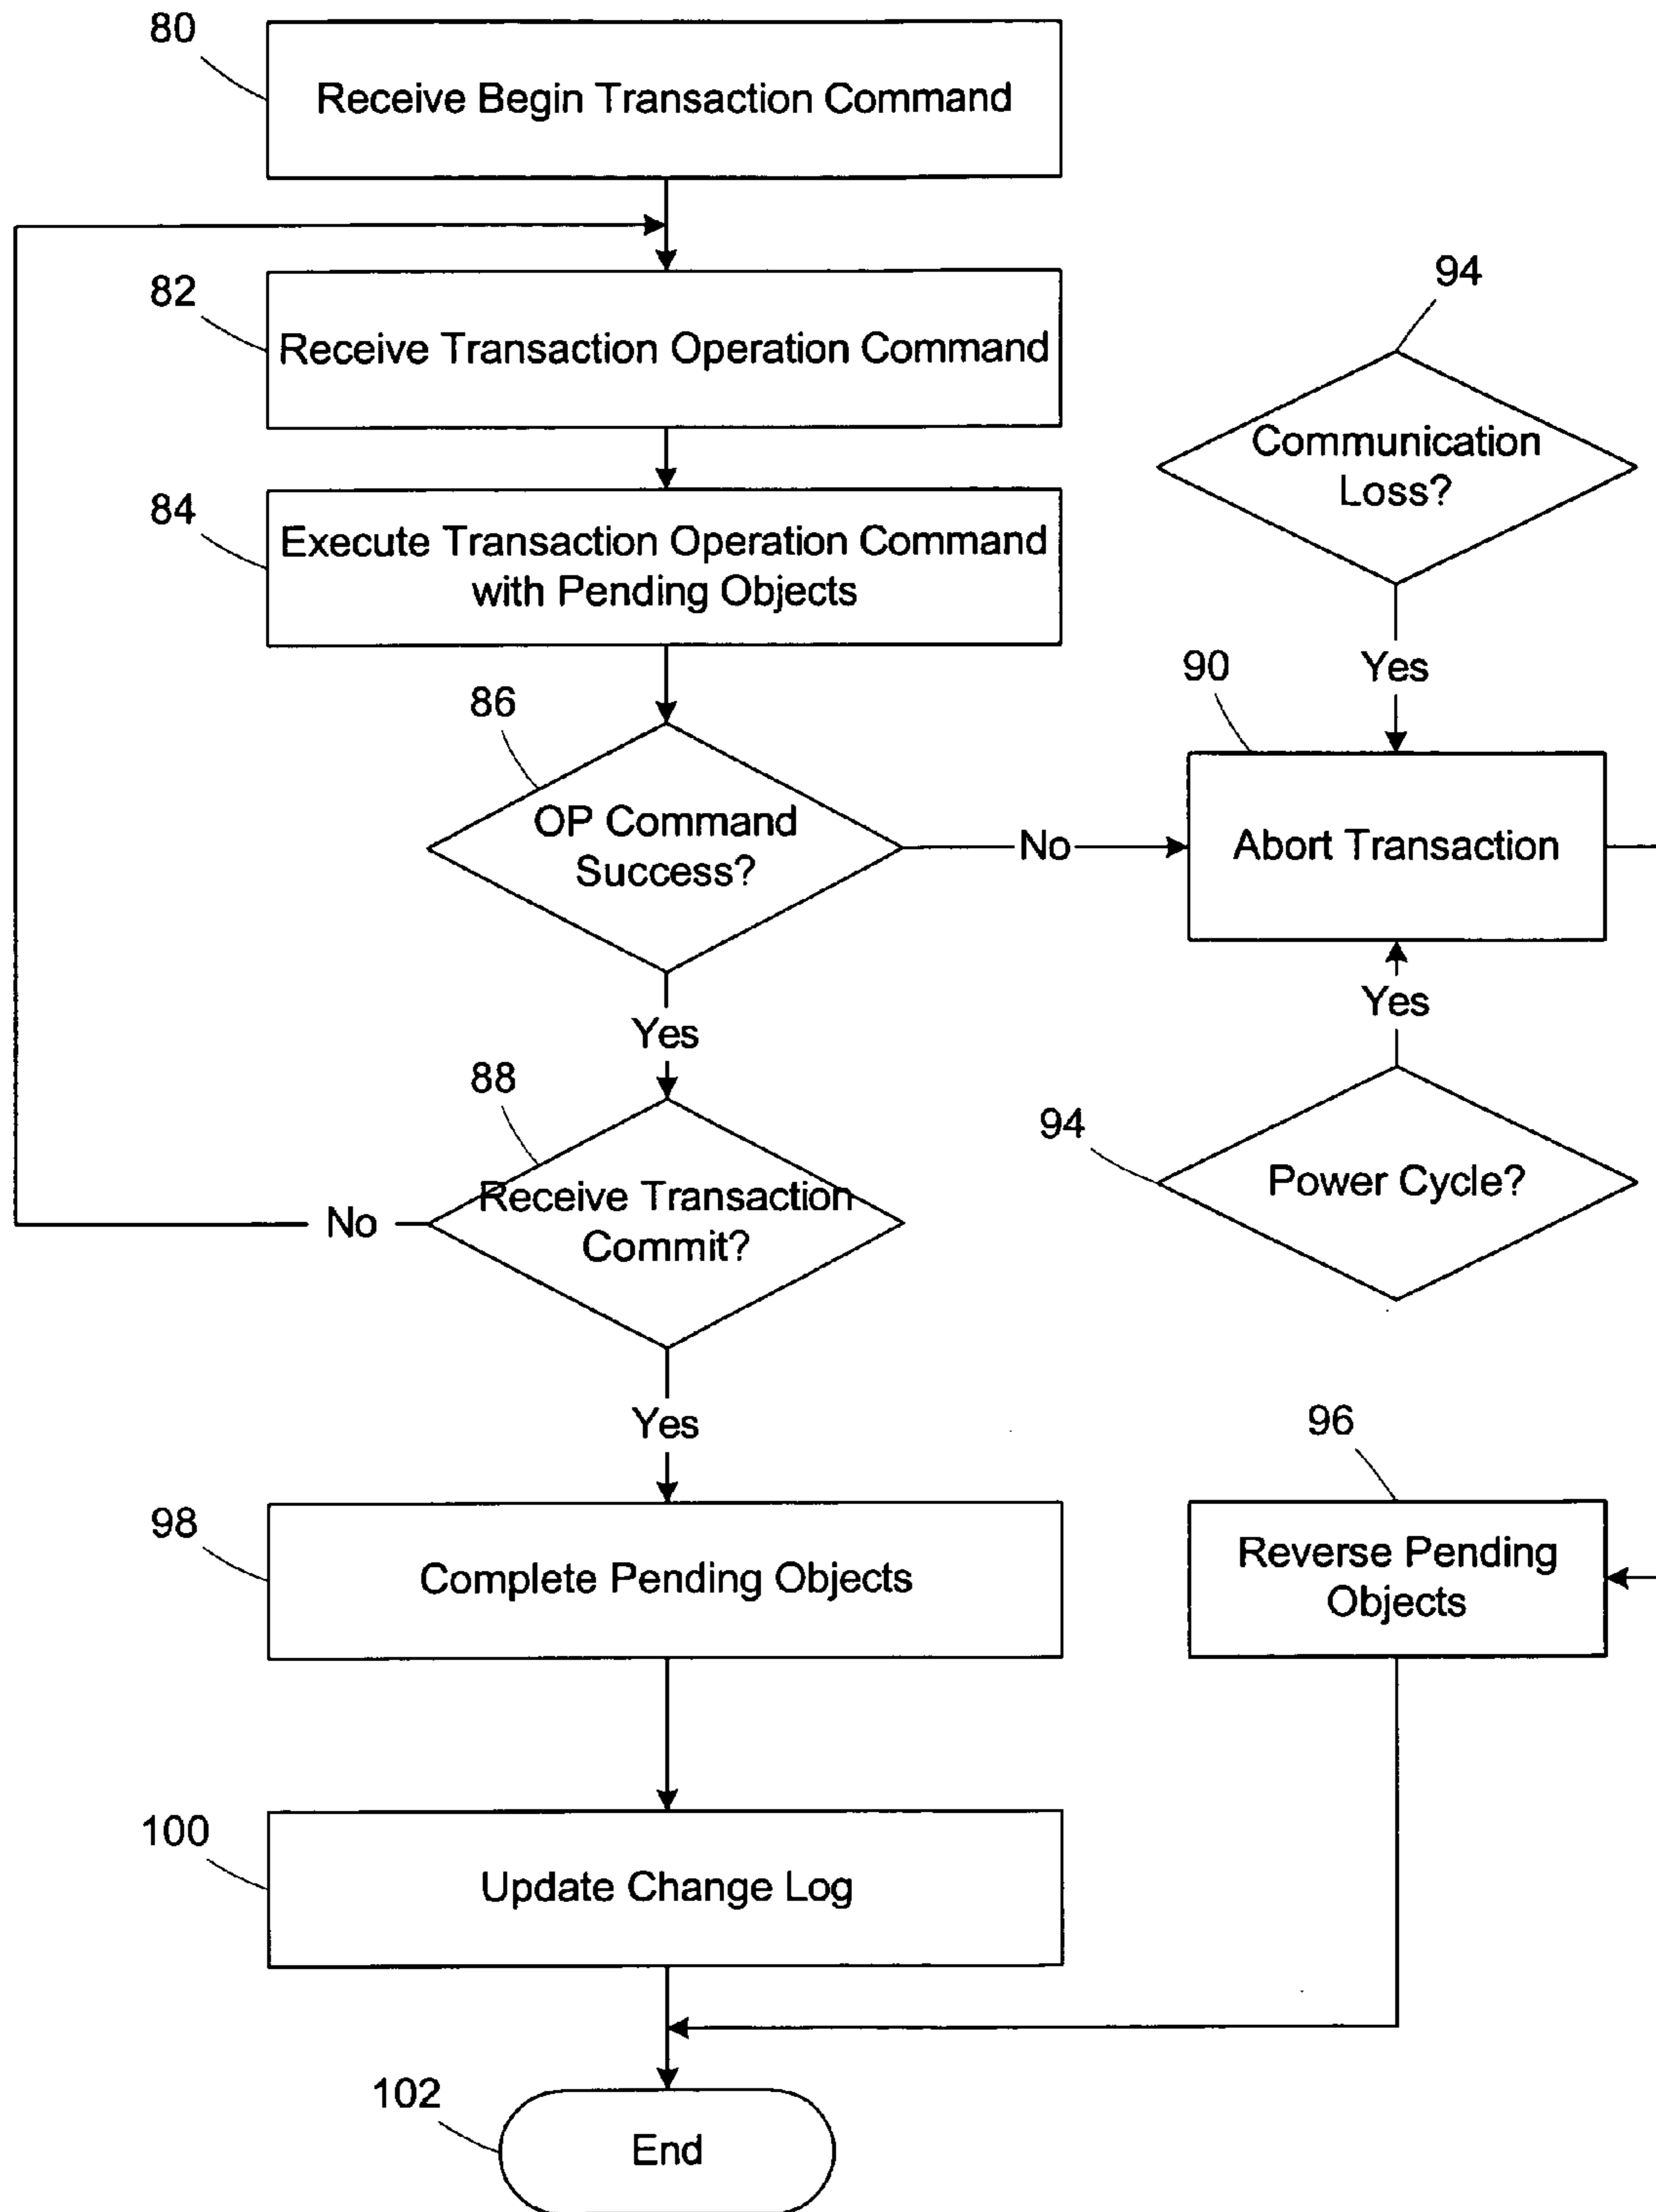 80
Receive Begin Transaction Command
82
Receive Transaction Operation Command
94
Communication
Loss?
84
Execute Transaction Operation Command
with Pending Objects
Yes
90
86
OP Command
Success?
No
Abort Transaction
Yes
Yes
88
Receive Transaction
Commit?
No
94
Power Cycle?
Yes
96
98
Complete Pending Objects
Reverse Pending
Objects
100
Update Change Log
102
End